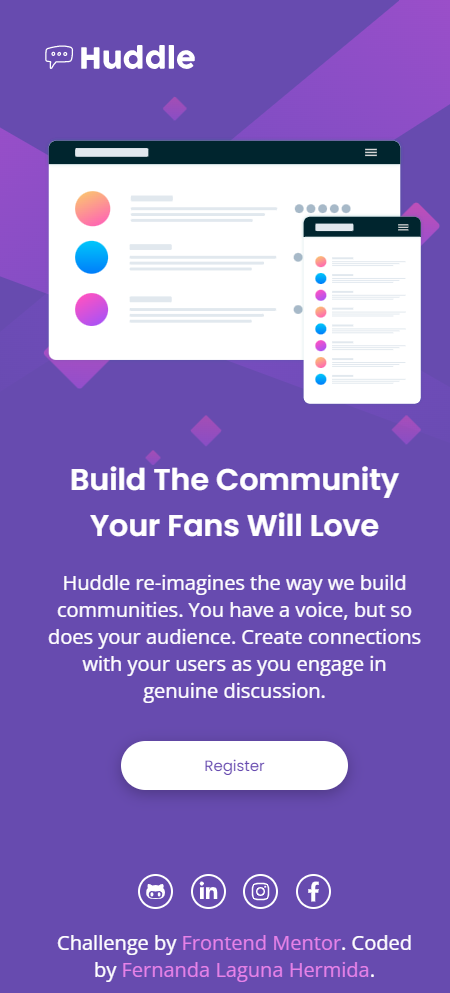 Huddle
Build The Community
Your Fans Will Love
Huddle re-imagines the way we build
communities. You have a voice, but so
does your audience. Create connections
with your users as you engage in
genuine discussion.
Register
Challenge by Frontend Mentor. Coded
by Fernanda Laguna Hermida.